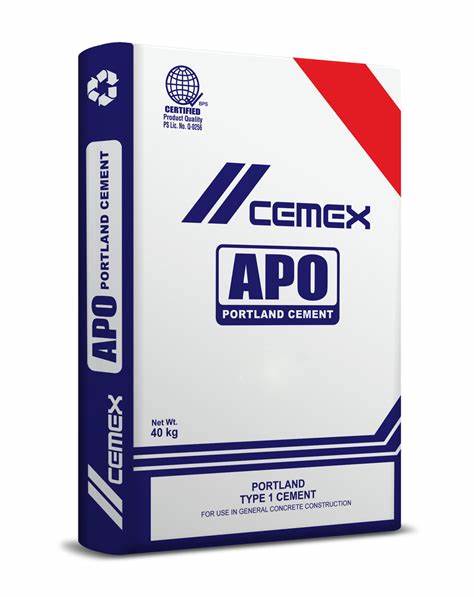 BPS
CERTIFIED
Product Quality
PS Lic. No. Q-0256
CEMEX
APO
PORTLAND CEMENT
Net Wt.
40 kg
PORTLAND
TYPE 1 CEMENT
FOR USE IN GENERAL CONCRETE CONSTRUCTION
APO PORTLAND CEMENT
CEMEX